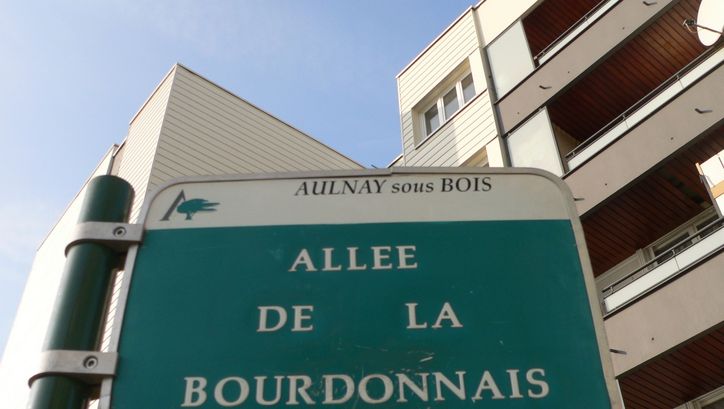 AULNAY sous BOIS
ALLEE
DE LA
BOURDONNAIS